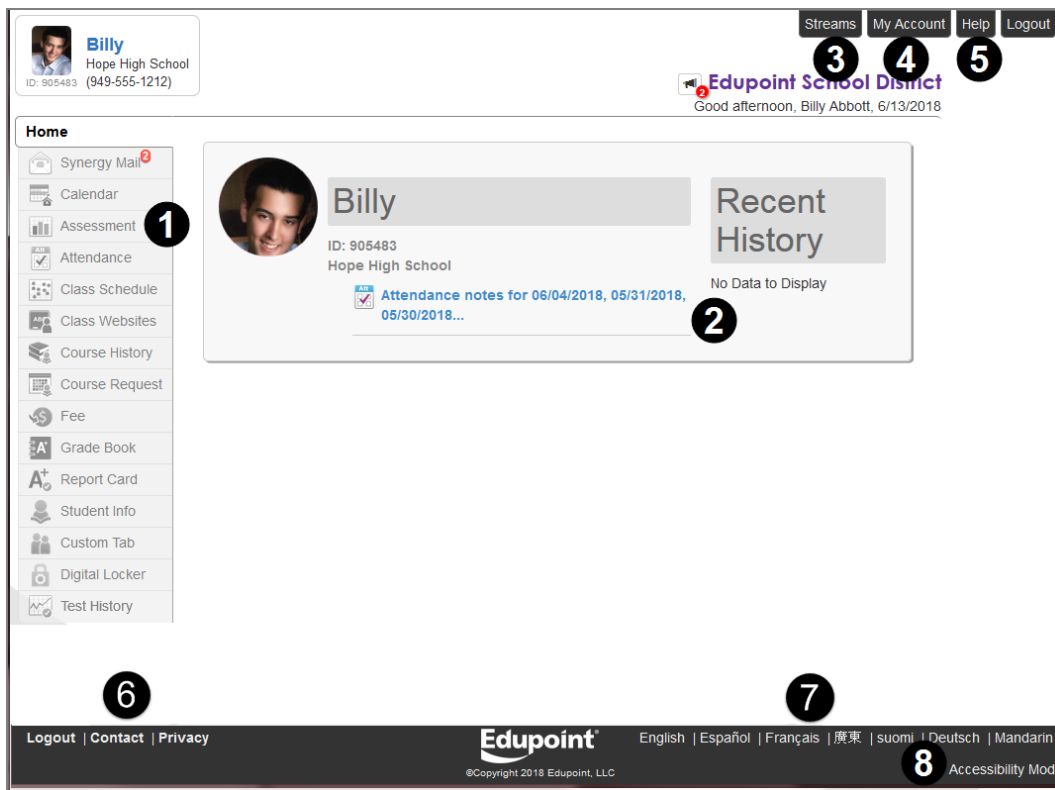 Streams
My Account
Help
Logout
Billy
Hope High School
ID: 905483
(949-555-1212)
3
4
5
2
Edupoint School District
Good afternoon, Billy Abbott, 6/13/2018
Home
Synergy Mail 2
Calendar
Assessment
1
Attendance
Class Schedule
Class Websites
Course History
Course Request
Fee
Grade Book
Report Card
Student Info
Custom Tab
Digital Locker
Test History
Billy
ID: 905483
Hope High School
Attendance notes for 06/04/2018, 05/31/2018,
05/30/2018...
2
Recent
History
No Data to Display
6
7
Logout | Contact | Privacy
Edupoint
©Copyright 2018 Edupoint, LLC
English | Español | Français | 廣東 | suomi | Deutsch | Mandarin
8
Accessibility Mod